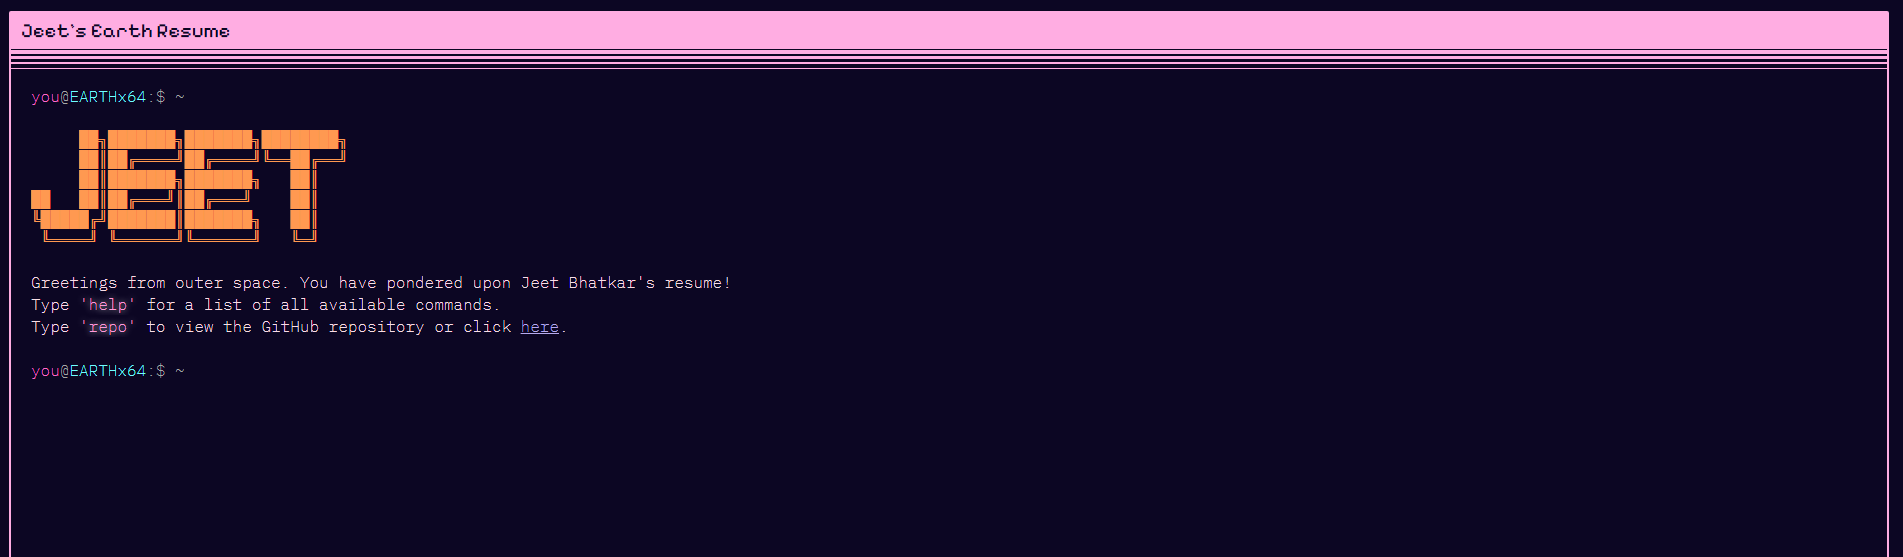 Jeet's Earth Resume
you@EARTHx64:$ ~
JEET
Greetings from outer space. You have pondered upon Jeet Bhatkar's resume!
Type 'help' for a list of all available commands.
Type 'repo' to view the GitHub repository or click here.
you@EARTHx64:$ ~